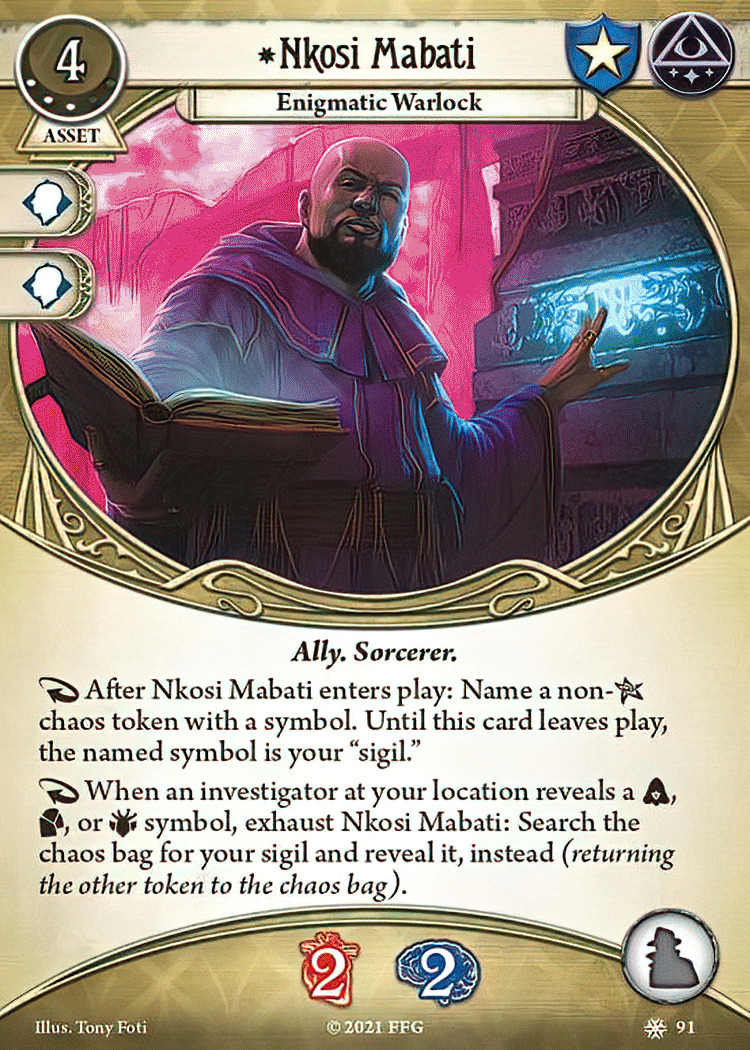 4
Nkosi Mabati
ASSET
Enigmatic Warlock
Ally. Sorcerer.
After Nkosi Mabati enters play: Name a non-
chaos token with a symbol. Until this card leaves play,
the named symbol is your “sigil.”
When an investigator at your location reveals a ,
, or symbol, exhaust Nkosi Mabati: Search the
chaos bag for your sigil and reveal it, instead (returning
the other token to the chaos bag).
2 2
Illus. Tony Foti © 2021 FFG 91